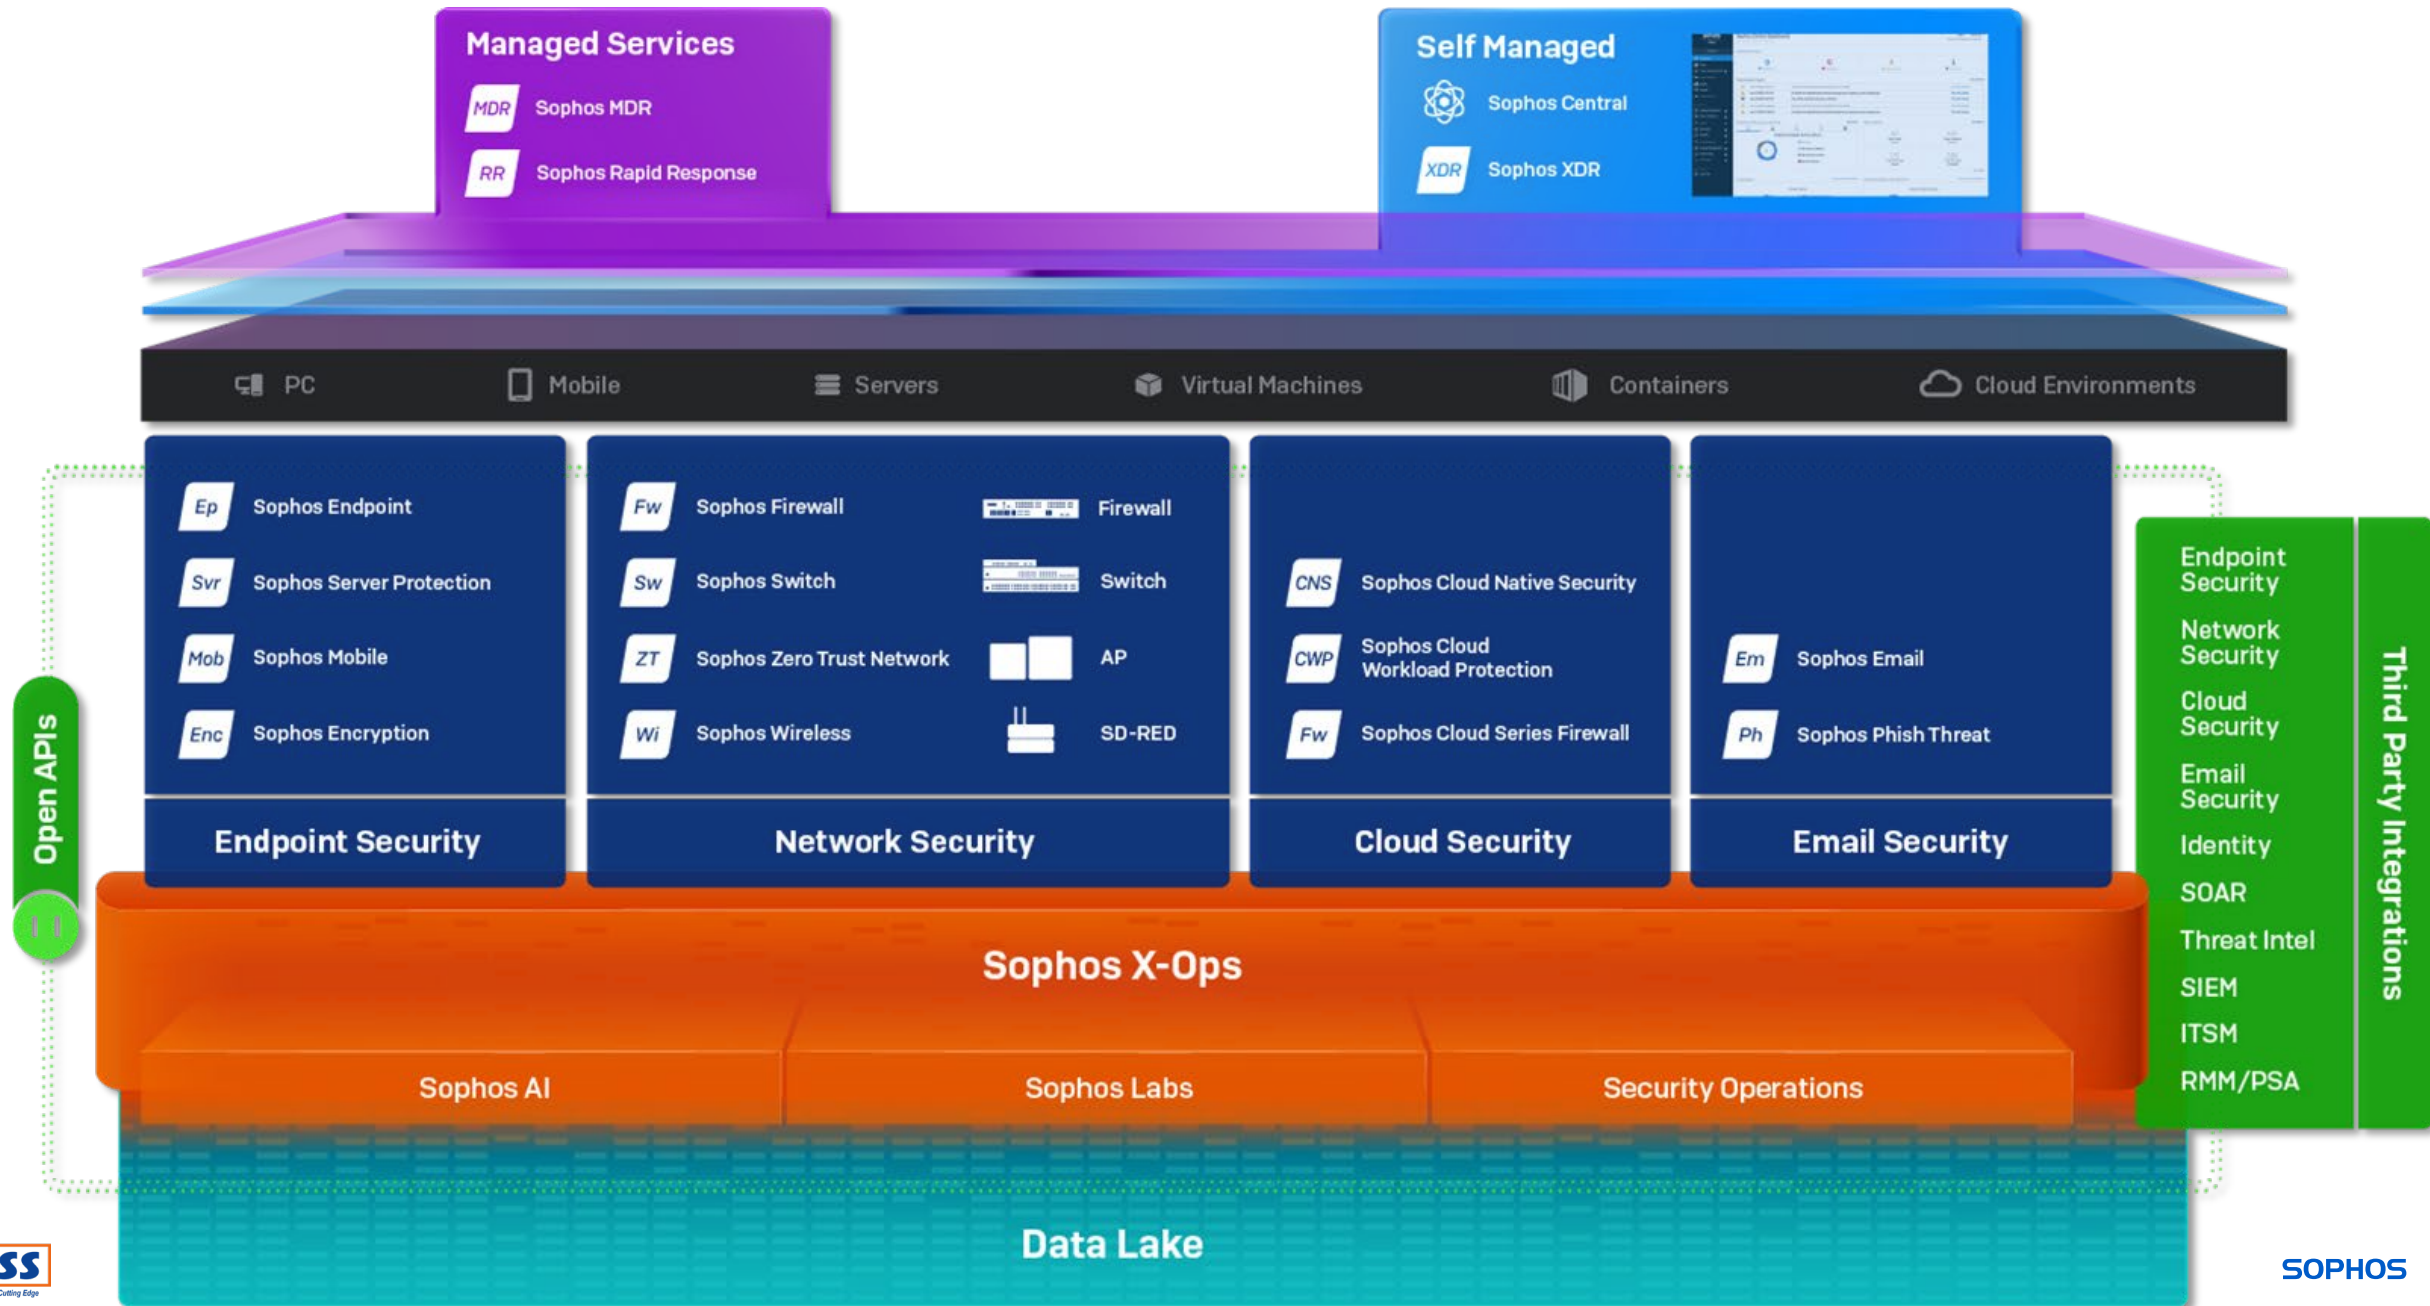 Managed Services
MDR Sophos MDR
RR Sophos Rapid Response
Self Managed
Sophos Central
XDR Sophos XDR
PC
Mobile
Servers
Virtual Machines
Containers
Cloud Environments
Ep Sophos Endpoint
Svr Sophos Server Protection
Mob Sophos Mobile
Enc Sophos Encryption
Endpoint Security
Fw Sophos Firewall
Firewall
Sw Sophos Switch
Switch
ZT Sophos Zero Trust Network
AP
Wi Sophos Wireless
SD-RED
Network Security
CNS Sophos Cloud Native Security
CWP Sophos Cloud
Workload Protection
Fw Sophos Cloud Series Firewall
Cloud Security
Em Sophos Email
Ph Sophos Phish Threat
Email Security
Open APIs
Endpoint
Security
Network
Security
Cloud
Security
Email
Security
Identity
SOAR
Threat Intel
SIEM
ITSM
RMM/PSA
Third Party Integrations
Sophos X-Ops
Sophos AI
Sophos Labs
Security Operations
Data Lake
SS
Cutting Edge
SOPHOS